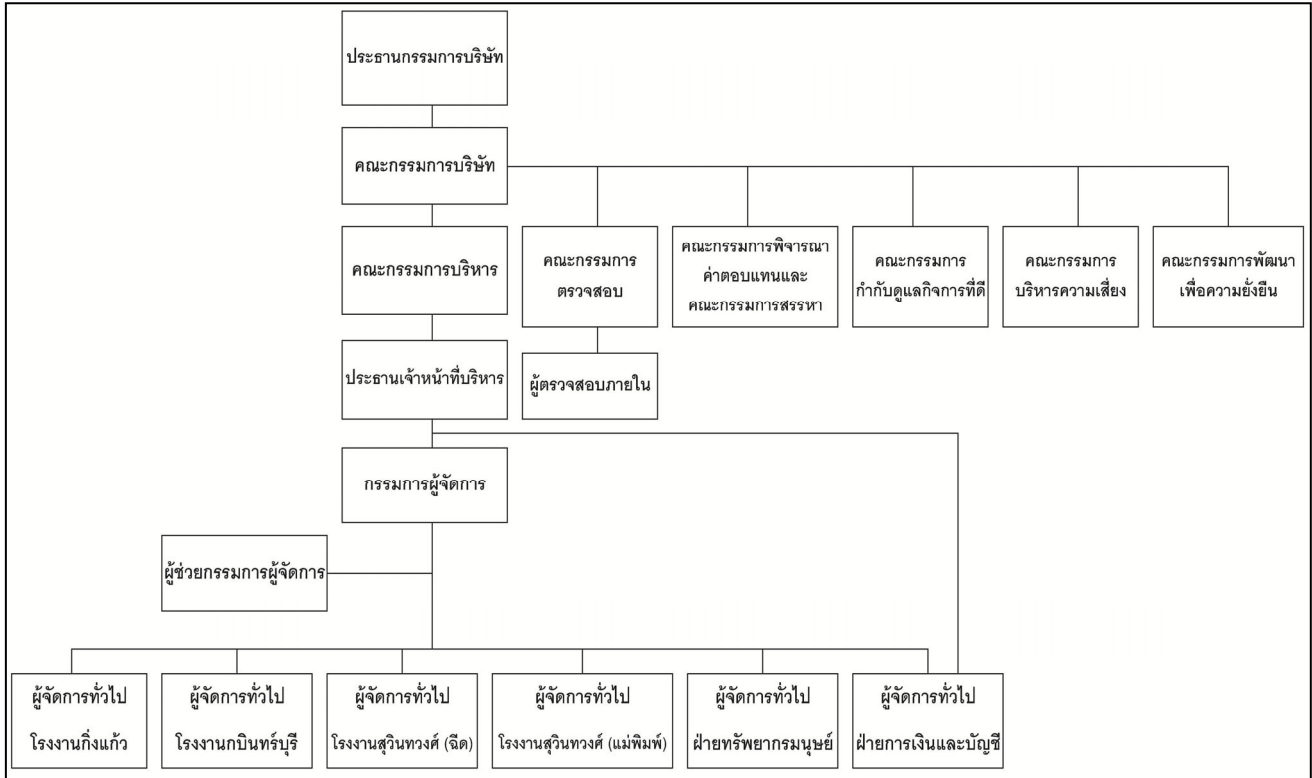 ประธานกรรมการบริษัท
คณะกรรมการบริษัท
คณะกรรมการบริหาร
คณะกรรมการ
ตรวจสอบ
คณะกรรมการพิจารณา
ค่าตอบแทนและ
คณะกรรมการสรรหา
คณะกรรมการ
กำกับดูแลกิจการที่ดี
คณะกรรมการ
บริหารความเสี่ยง
คณะกรรมการพัฒนา
เพื่อความยั่งยืน
ประธานเจ้าหน้าที่บริหาร
ผู้ตรวจสอบภายใน
กรรมการผู้จัดการ
ผู้ช่วยกรรมการผู้จัดการ
ผู้จัดการทั่วไป
โรงงานกิ่งแก้ว
ผู้จัดการทั่วไป
โรงงานกบินทร์บุรี
ผู้จัดการทั่วไป
โรงงานสุวินทวงศ์ (ฉีด)
ผู้จัดการทั่วไป
โรงงานสุวินทวงศ์ (แม่พิมพ์)
ผู้จัดการทั่วไป
ฝ่ายทรัพยากรมนุษย์
ผู้จัดการทั่วไป
ฝ่ายการเงินและบัญชี